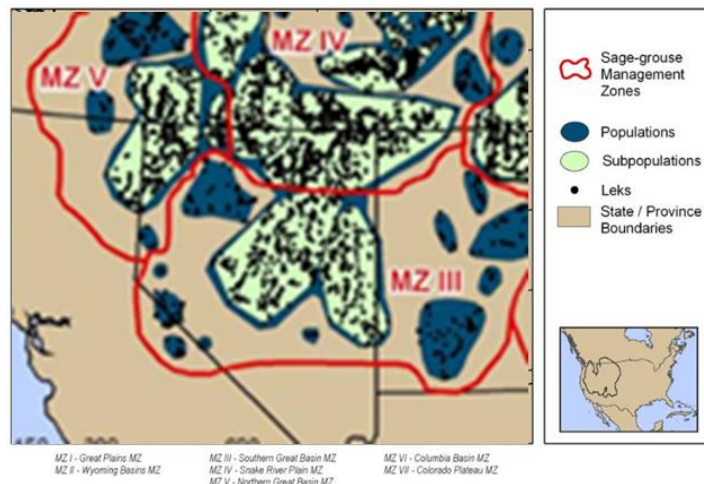 MZ IV
MZ V
MZ III
Sage-grouse
Management
Zones
Populations
Subpopulations
Leks
State / Province
Boundaries
MZ I - Great Plains MZ
MZ II - Wyoming Basins MZ
MZ III - Southern Great Basin MZ
MZ IV - Snake River Plain MZ
MZ V - Northern Great Basin MZ
MZ VI - Columbia Basin MZ
MZ VII - Colorado Plateau MZ